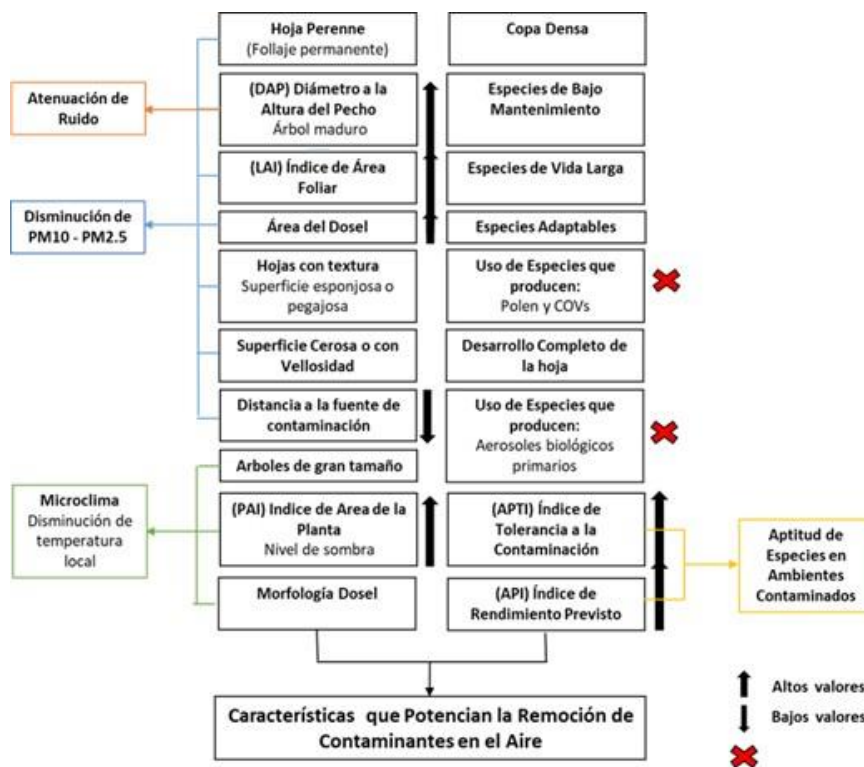 Hoja Perenne
(Follaje permanente)
Copa Densa
Atenuación de
Ruido
(DAP) Diámetro a la
Altura del Pecho
Árbol maduro
Especies de Bajo
Mantenimiento
(LAI) Índice de Área
Foliar
Especies de Vida Larga
Disminución de
PM10 - PM2.5
Área del Dosel
Especies Adaptables
Hojas con textura
Superficie esponjosa o
pegajosa
Uso de Especies que
producen:
Polen y COVs
Superficie Cerosa o con
Vellosidad
Desarrollo Completo de
la hoja
Distancia a la fuente de
contaminación
Uso de Especies que
producen:
Aerosoles biológicos
primarios
Arboles de gran tamaño
Microclima
Disminución de
temperatura
local
(PAI) Indice de Area de la
Planta
Nivel de sombra
(APTI) Índice de
Tolerancia a la
Contaminación
Aptitud de
Especies en
Ambientes
Contaminados
Morfología Dosel
(API) Índice de
Rendimiento Previsto
Características que Potencian la Remoción de
Contaminantes en el Aire
Altos valores
Bajos valores